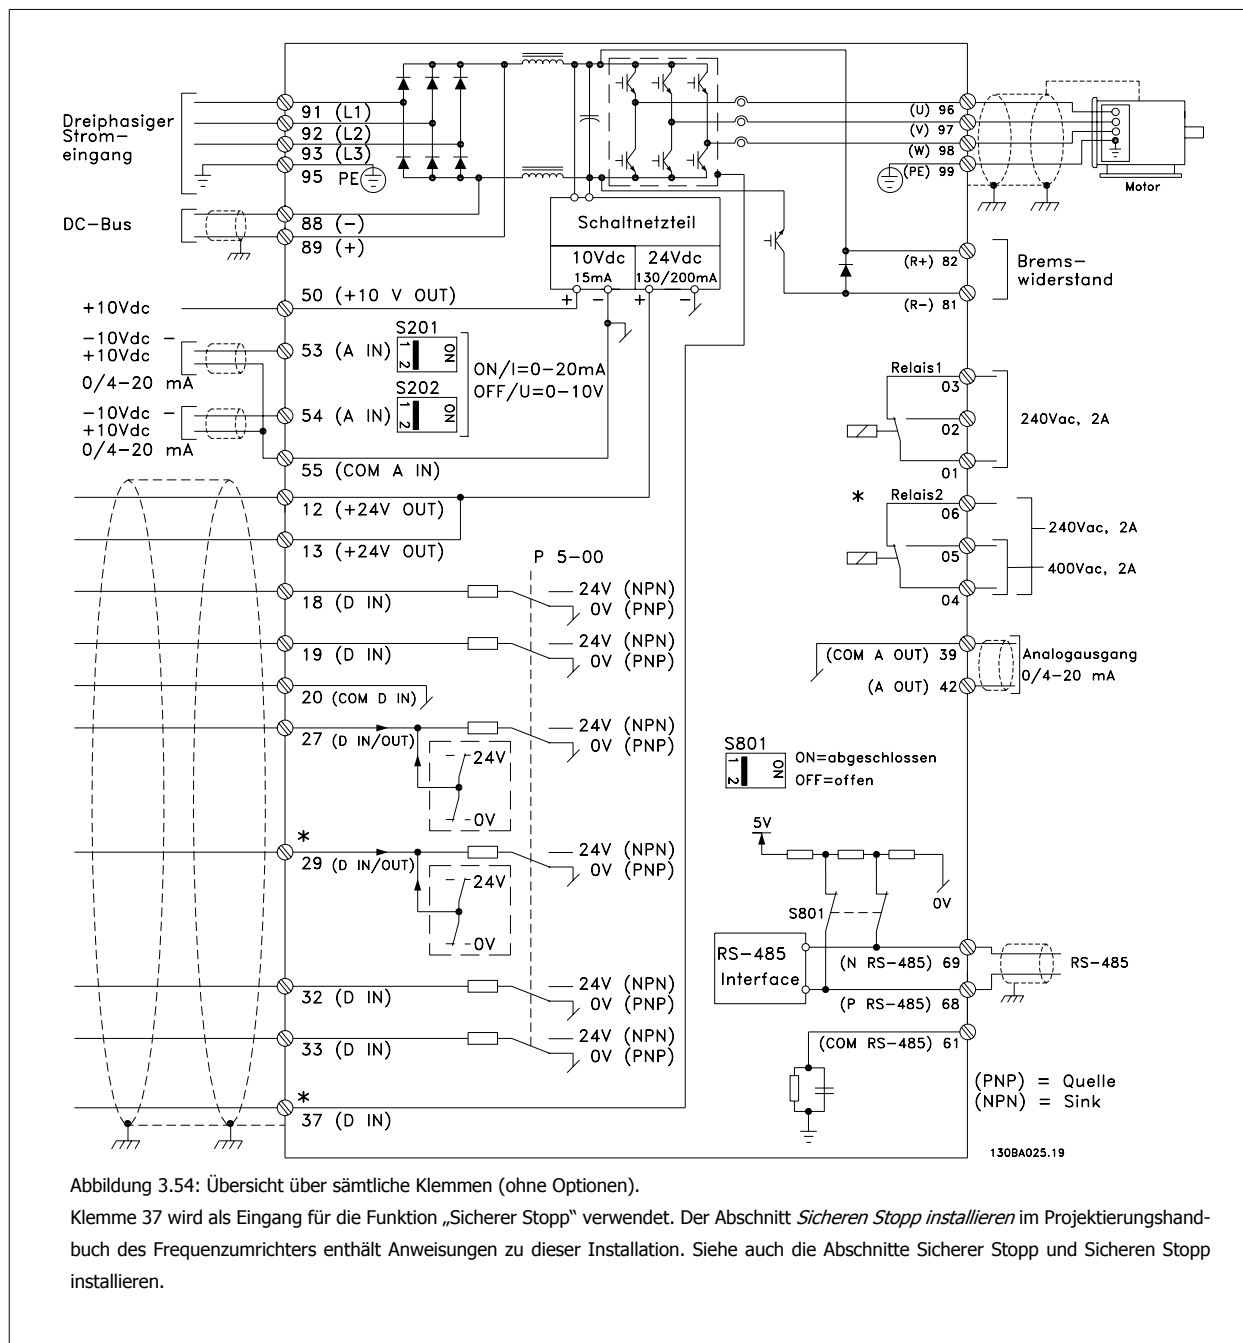 Dreiphasiger
Strom-
eingang
91 (L1)
92 (L2)
93 (L3)
95 PE
DC-Bus
88 (-)
89 (+)
+10Vdc
50 (+10 V OUT)
-10Vdc -
+10Vdc
0/4-20 mA
53 (A IN)
S201
1
2
ON
S202
1
2
ON
ON/I=0-20mA
OFF/U=0-10V
-10Vdc -
+10Vdc
0/4-20 mA
54 (A IN)
55 (COM A IN)
12 (+24V OUT)
13 (+24V OUT)
P 5-00
18 (D IN)
24V (NPN)
0V (PNP)
19 (D IN)
24V (NPN)
0V (PNP)
20 (COM D IN)
27 (D IN/OUT)
24V (NPN)
0V (PNP)
24V
0V
*
29 (D IN/OUT)
24V (NPN)
0V (PNP)
24V
0V
32 (D IN)
24V (NPN)
0V (PNP)
33 (D IN)
24V (NPN)
0V (PNP)
*
37 (D IN)
Schaltnetzteil
10Vdc
15mA
24Vdc
130/200mA
+ - + -
(U) 96
(V) 97
(W) 98
(PE) 99
Motor
(R+) 82
(R-) 81
Brems-
widerstand
Relais1
03
02
01
240Vac, 2A
* Relais2
06
05
04
240Vac, 2A
400Vac, 2A
(COM A OUT) 39
(A OUT) 42
Analogausgang
0/4-20 mA
S801
1
2
ON
ON=abgeschlossen
OFF=offen
5V
S801
0V
RS-485
Interface
(N RS-485) 69
(P RS-485) 68
RS-485
(COM RS-485) 61
(PNP) = Quelle
(NPN) = Sink
130BA025.19
Abbildung 3.54: Übersicht über sämtliche Klemmen (ohne Optionen).
Klemme 37 wird als Eingang für die Funktion „Sicherer Stopp“ verwendet. Der Abschnitt Sicheren Stopp installieren im Projektierungshand-
buch des Frequenzumrichters enthält Anweisungen zu dieser Installation. Siehe auch die Abschnitte Sicherer Stopp und Sicheren Stopp
installieren.